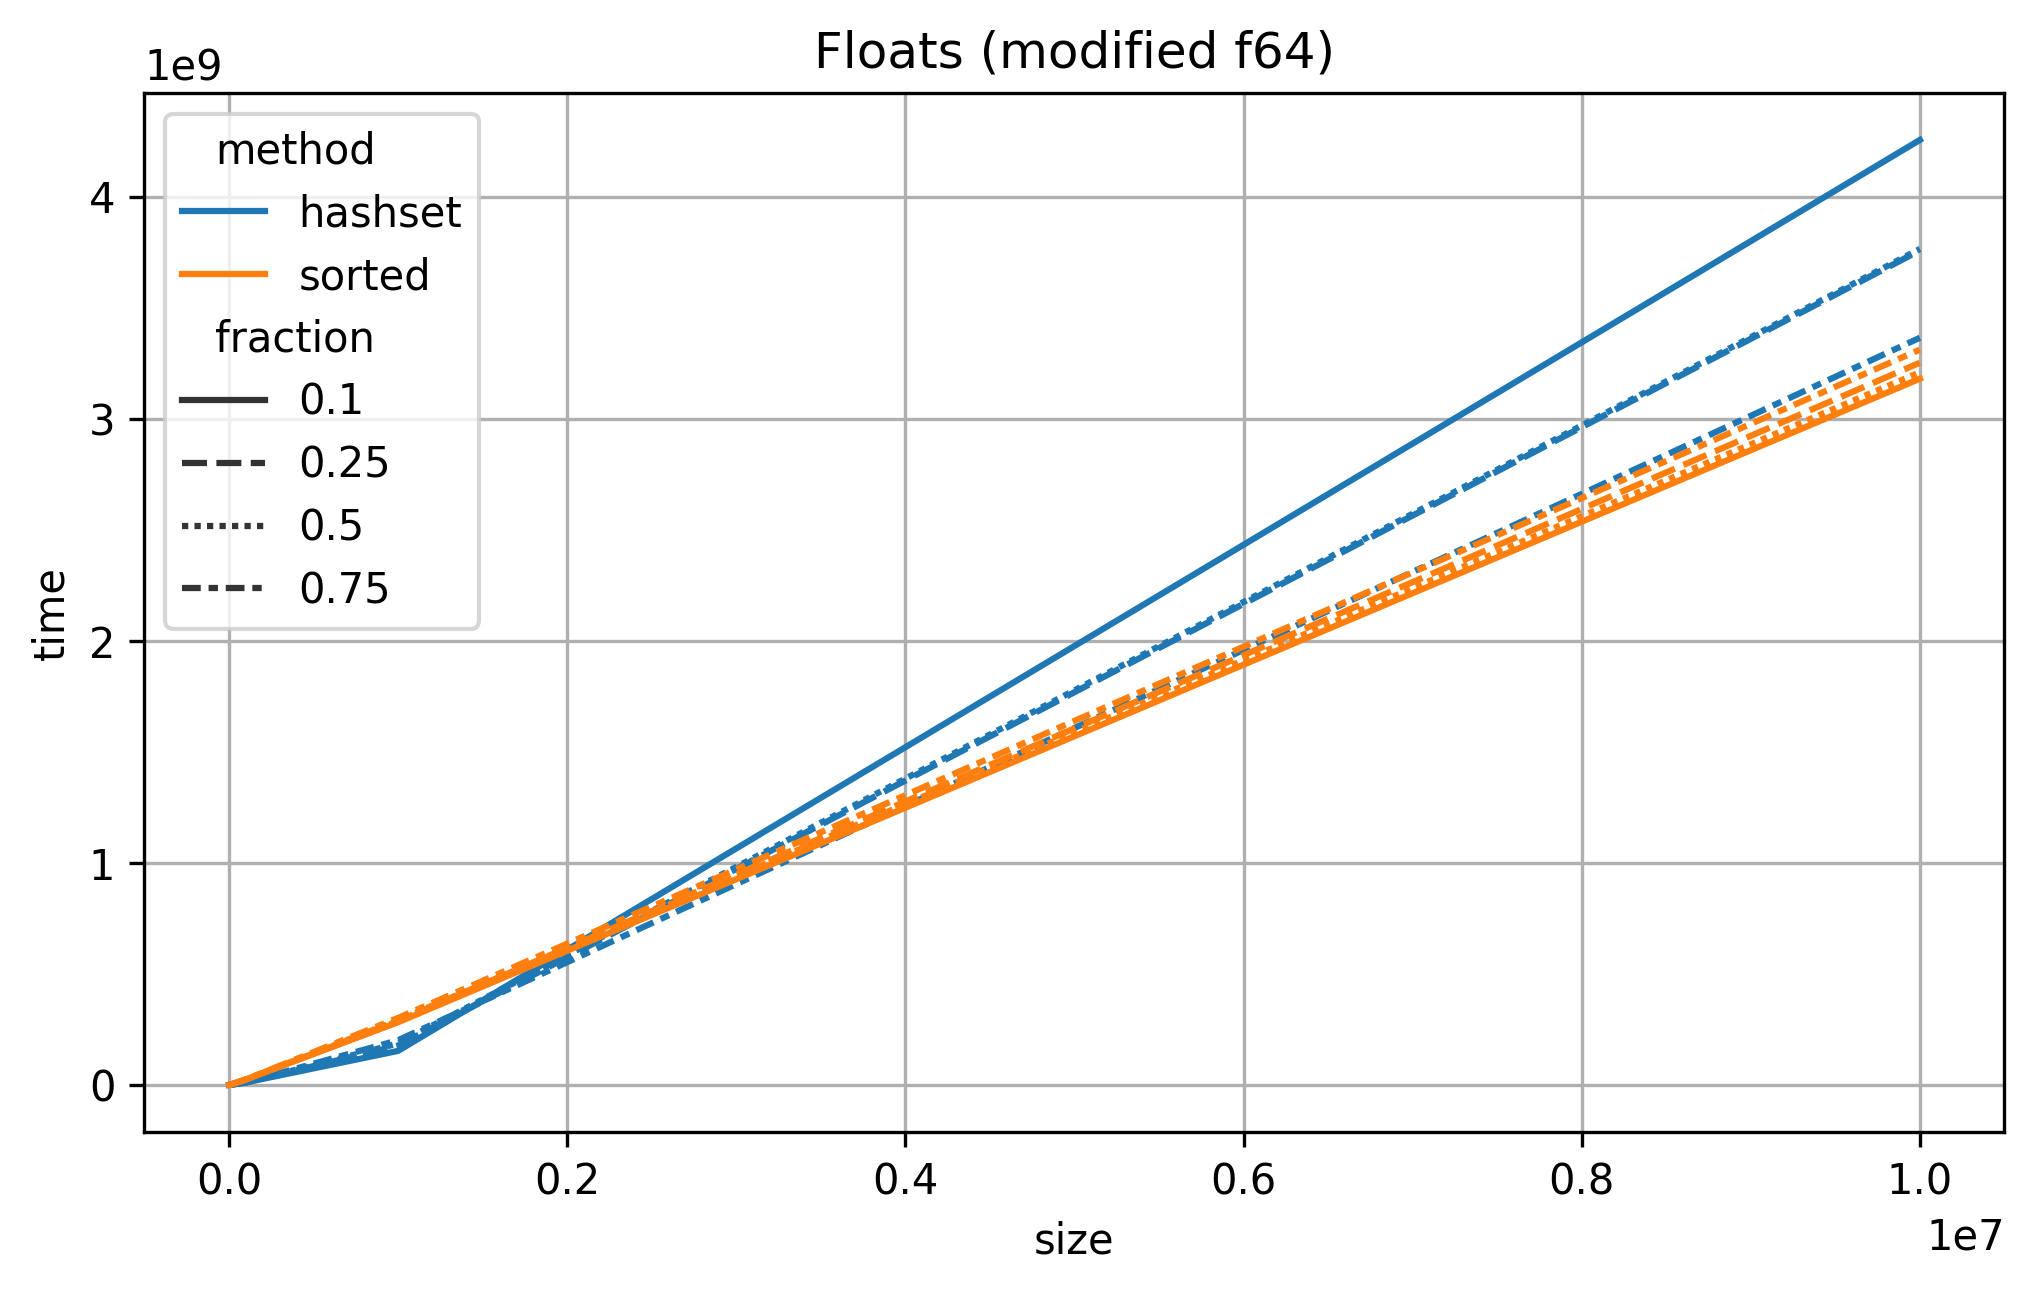 Floats (modified f64)
1e9
method
hashset
sorted
fraction
0.1
0.25
0.5
0.75
4
3
2
1
0
time
0.0 0.2 0.4 0.6 0.8 1.0
size
1e7